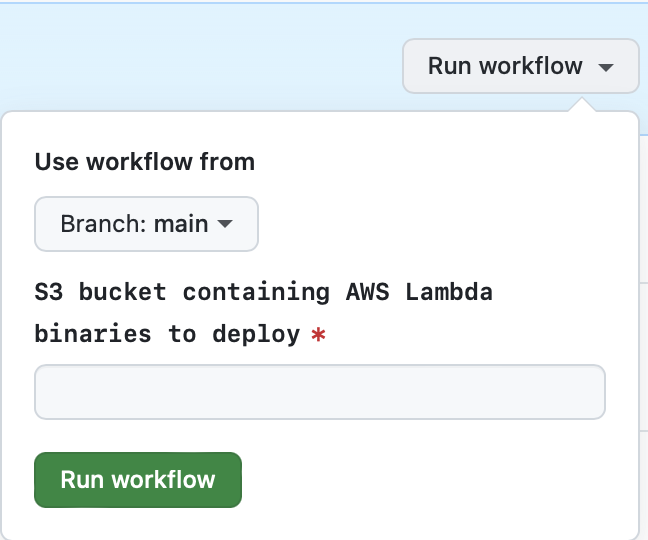 Run workflow
Use workflow from
Branch: main
S3 bucket containing AWS Lambda
binaries to deploy *
Run workflow